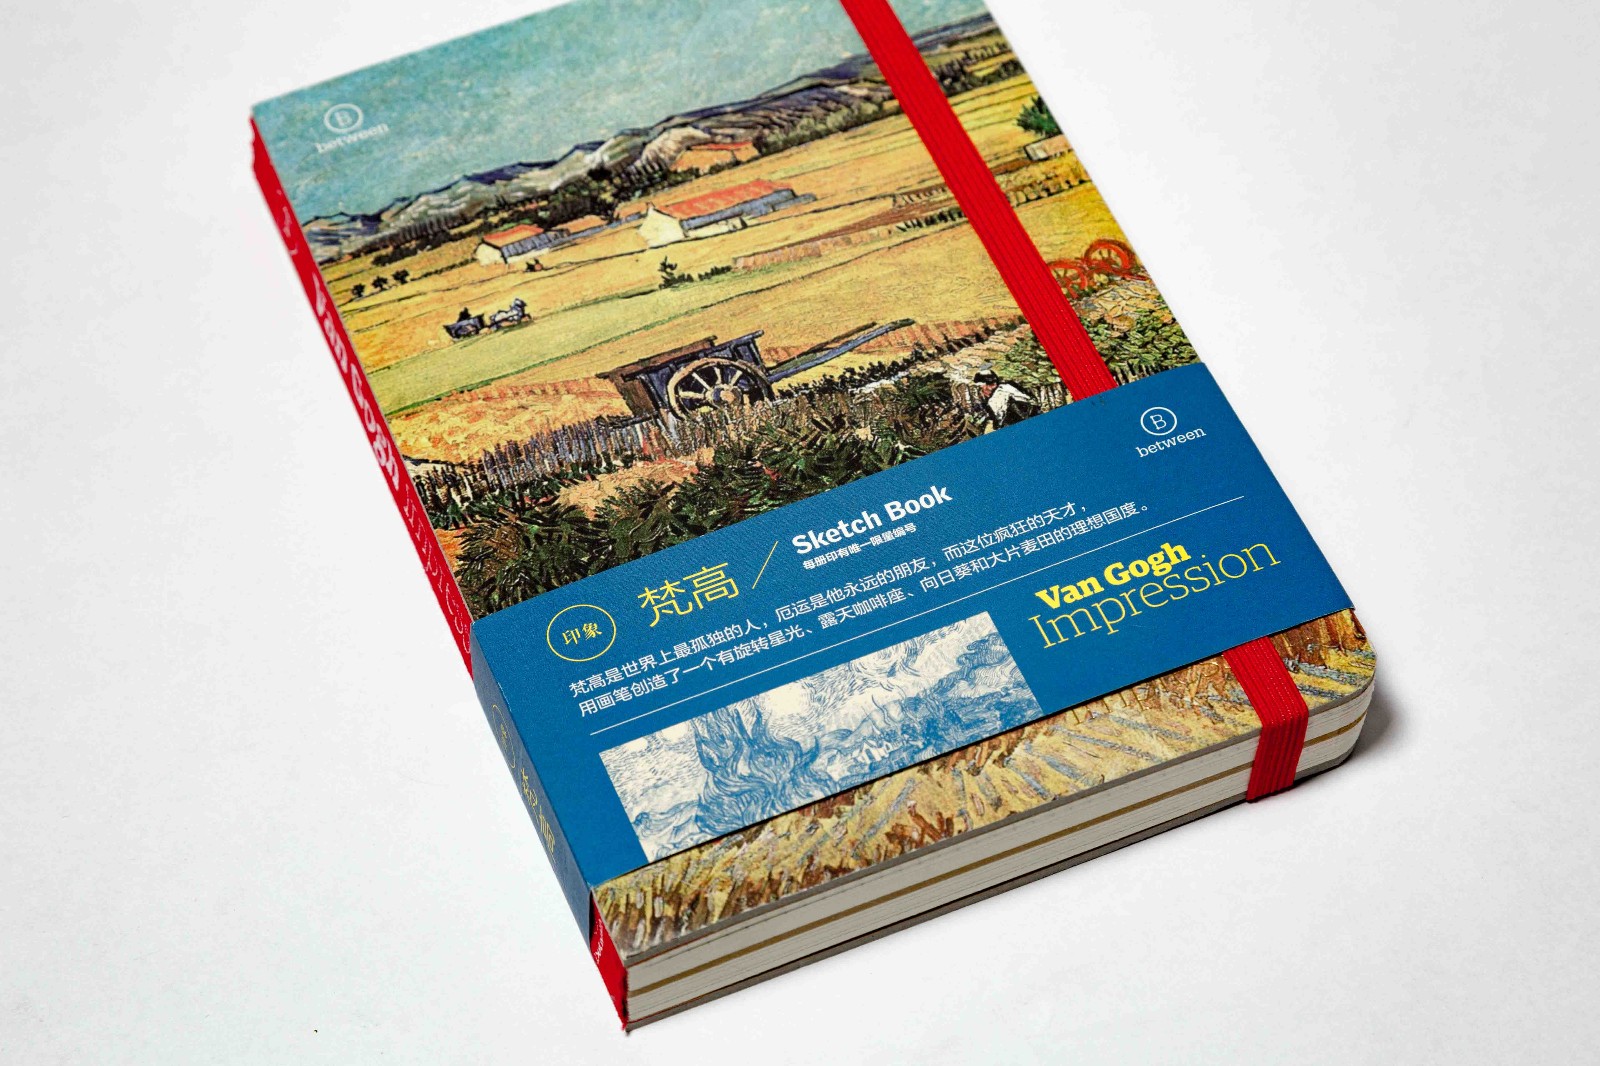 B
between
Van Gogh Impression
B
between
印象
梵高
Sketch Book
每册印有唯一限量编号
梵高是世界上最孤独的人，厄运是他永远的朋友，而这位疯狂的天才，
用画笔创造了一个有旋转星光、露天咖啡座、向日葵和大片麦田的理想国度。
Van Gogh
Impression
梵高